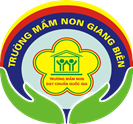 TRƯỜNG MẦM NON GIANG BIÊN
TRƯỜNG MẦM NON
ĐẠT CHUẨN QUỐC GIA